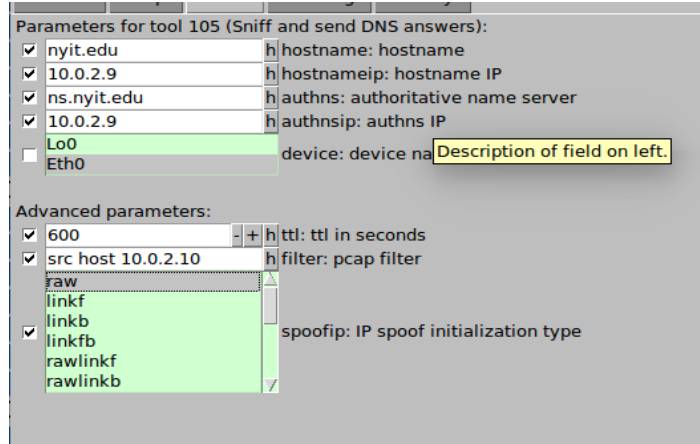 Parameters for tool 105 (Sniff and send DNS answers):
nyit.edu h hostname: hostname
10.0.2.9 h hostnameip: hostname IP
ns.nyit.edu h authns: authoritative name server
10.0.2.9 h authnsip: authns IP
Lo0
device: device na Description of field on left.
Eth0
Advanced parameters:
600 - + h ttl: ttl in seconds
src host 10.0.2.10 h filter: pcap filter
raw
linkf
linkb
linkfb spoofip: IP spoof initialization type
rawlinkf
rawlinkb